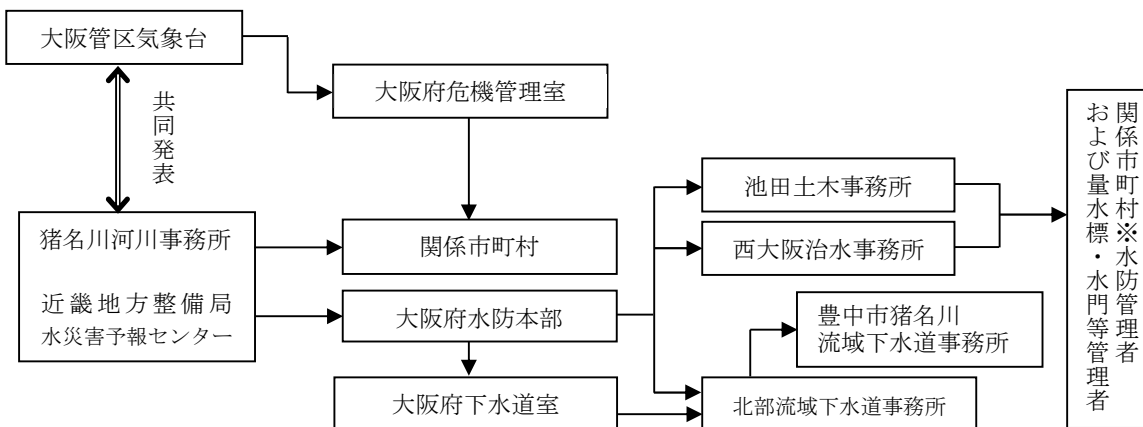 大阪管区気象台
共同発表
大阪府危機管理室
猪名川河川事務所
近畿地方整備局
水災害予報センター
関係市町村
大阪府水防本部
大阪府下水道室
池田土木事務所
西大阪治水事務所
豊中市猪名川
流域下水道事務所
北部流域下水道事務所
関係市町村※水防管理者
および量水標・水門等管理者